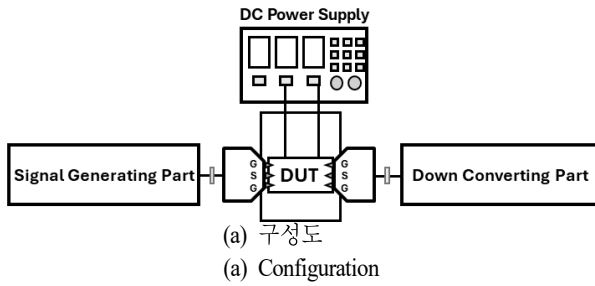 DC Power Supply
Signal Generating Part
G
S
G
DUT
G
S
G
Down Converting Part
(a) 구성도
(a) Configuration